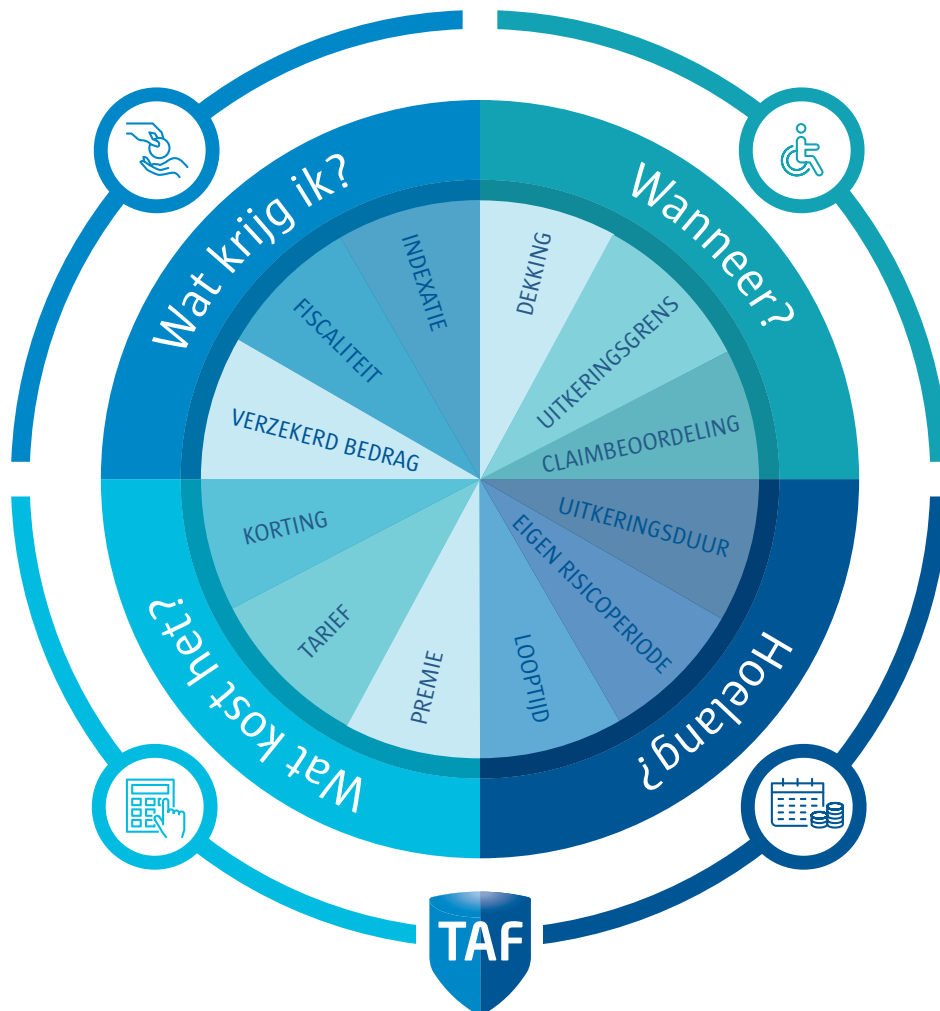 Wat krijg ik?
Wanneer?
INDEXATIE
DEKKING
FISCALITEIT
UITKERINGSGRENS
VERZEKERD BEDRAG
CLAIMBEOORDELING
KORTING
UITKERINGSDUUR
TARIEF
EIGEN RISICOPERIODE
PREMIE
LOOPTIJD
Wat kost het?
Hoelang?
TAF